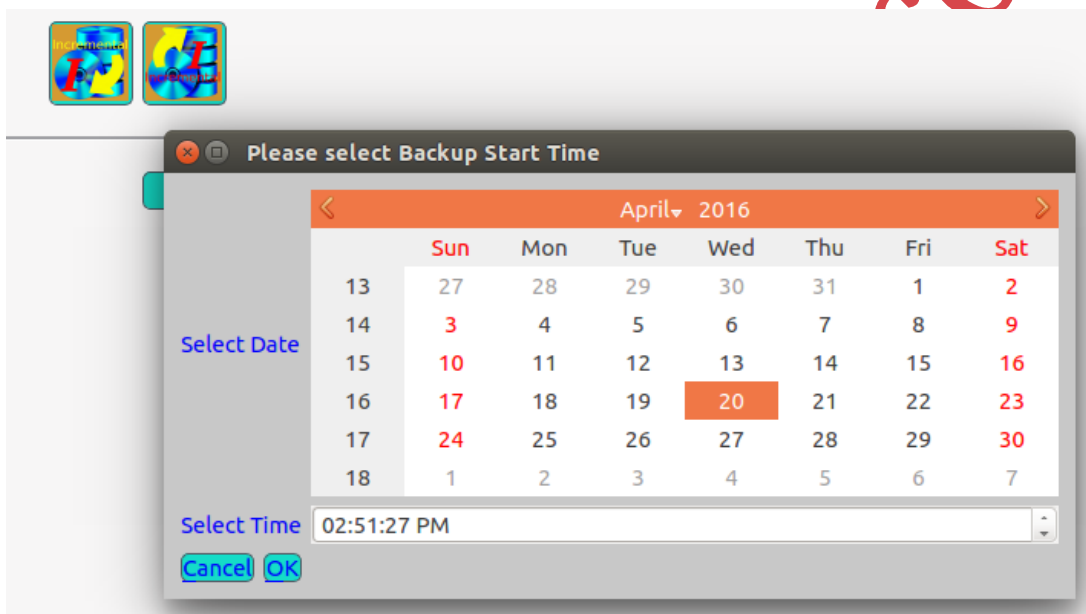 Incremental
I
I
Incremental
Please select Backup Start Time
April 2016
Sun Mon Tue Wed Thu Fri Sat
13 27 28 29 30 31 1 2
14 3 4 5 6 7 8 9
Select Date
15 10 11 12 13 14 15 16
16 17 18 19 20 21 22 23
17 24 25 26 27 28 29 30
18 1 2 3 4 5 6 7
Select Time 02:51:27 PM
Cancel OK